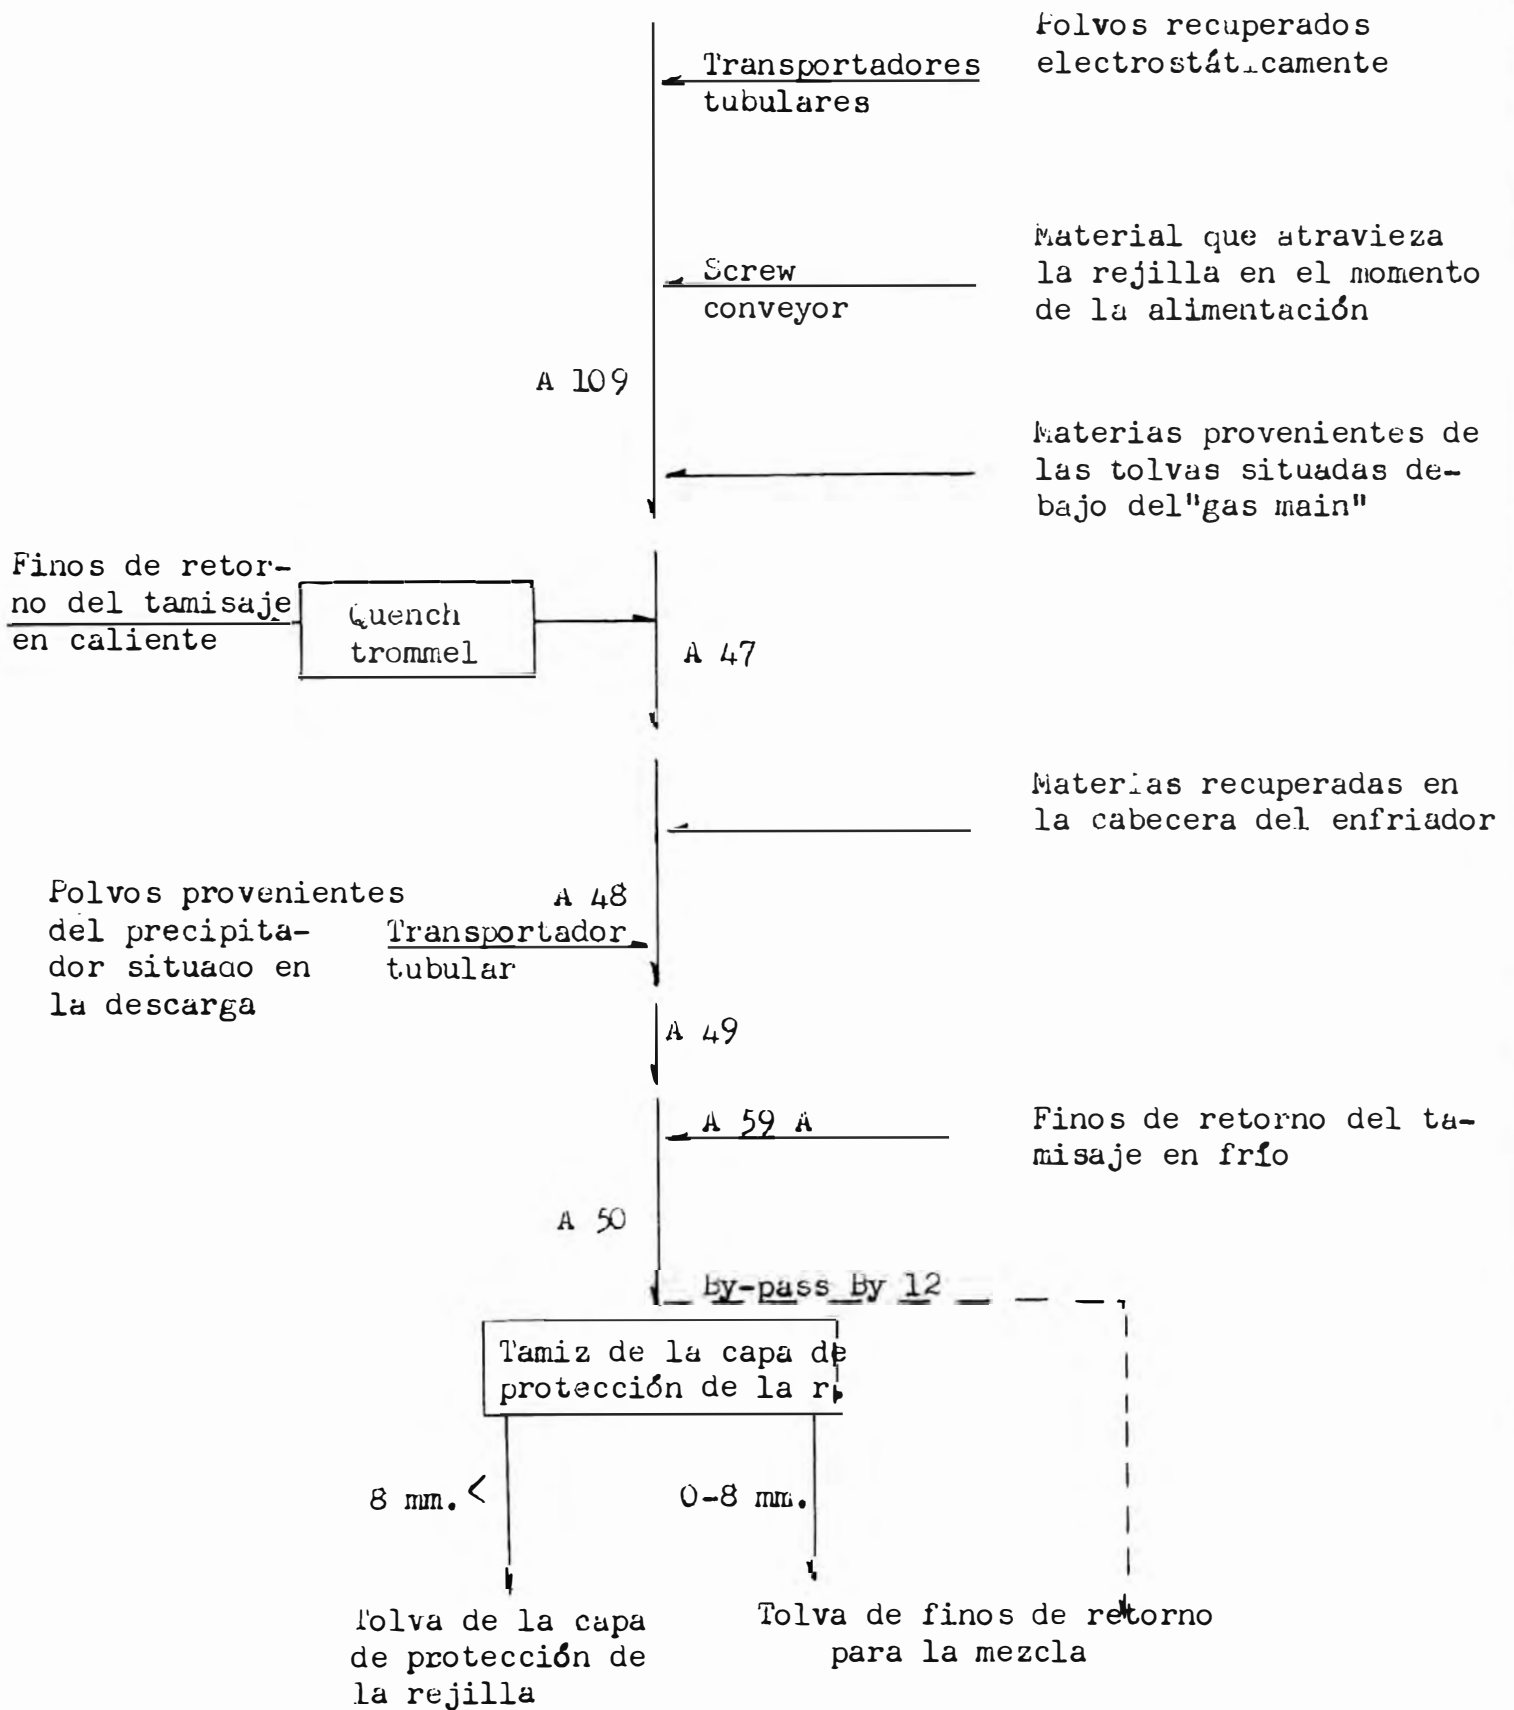 Polvos recuperados
electrostáticamente
Transportadores
tubulares
Material que atravieza
la rejilla en el momento
de la alimentación
Screw
conveyor
A 109
Materias provenientes de
las tolvas situadas de-
bajo del"gas main"
Finos de retor-
no del tamisaje
en caliente
Quench
trommel
A 47
Materias recuperadas en
la cabecera del enfriador
Polvos provenientes
del precipita-
dor situado en
la descarga
A 48
Transportador
tubular
A 49
A 59 A
Finos de retorno del ta-
misaje en frío
A 50
By-pass By 12
Tamiz de la capa de
protección de la r.
8 mm. <
0-8 mm.
Tolva de la capa
de protección de
la rejilla
Tolva de finos de retorno
para la mezcla